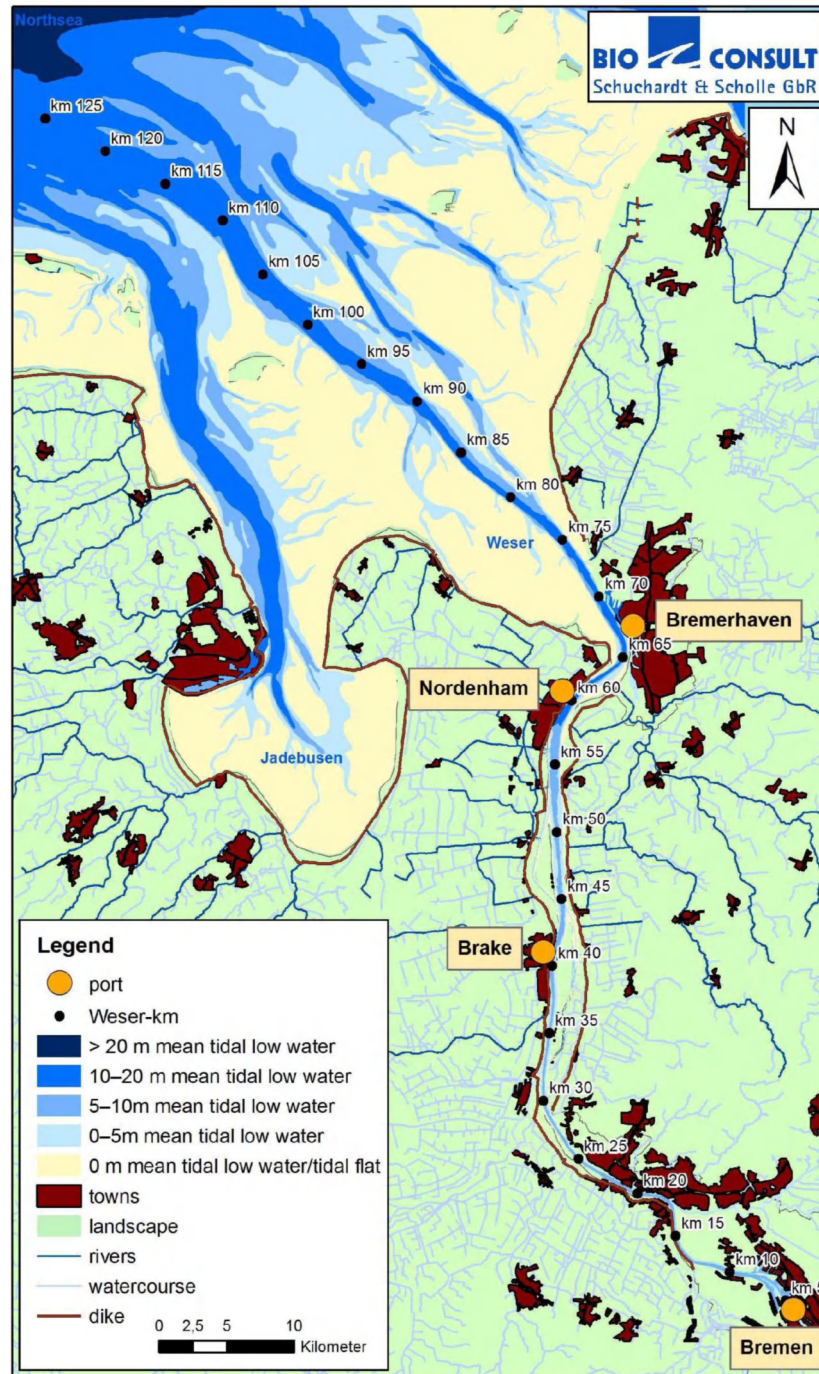 Northsea
BIO CONSULT
Schuchardt & Scholle GbR
N
km 125
km 120
km 115
km 110
km 105
km 100
km 95
km 90
km 85
km 80
Weser
km 75
km 70
Bremerhaven
km 65
Nordenham
km 60
Jadebusen
km 55
km 50
km 45
Brake
km 40
km 35
km 30
km 25
km 20
km 15
km 10
km 5
Bremen
Legend
port
Weser-km
> 20 m mean tidal low water
10–20 m mean tidal low water
5–10m mean tidal low water
0–5m mean tidal low water
0 m mean tidal low water/tidal flat
towns
landscape
rivers
watercourse
dike
0 2,5 5 10
Kilometer